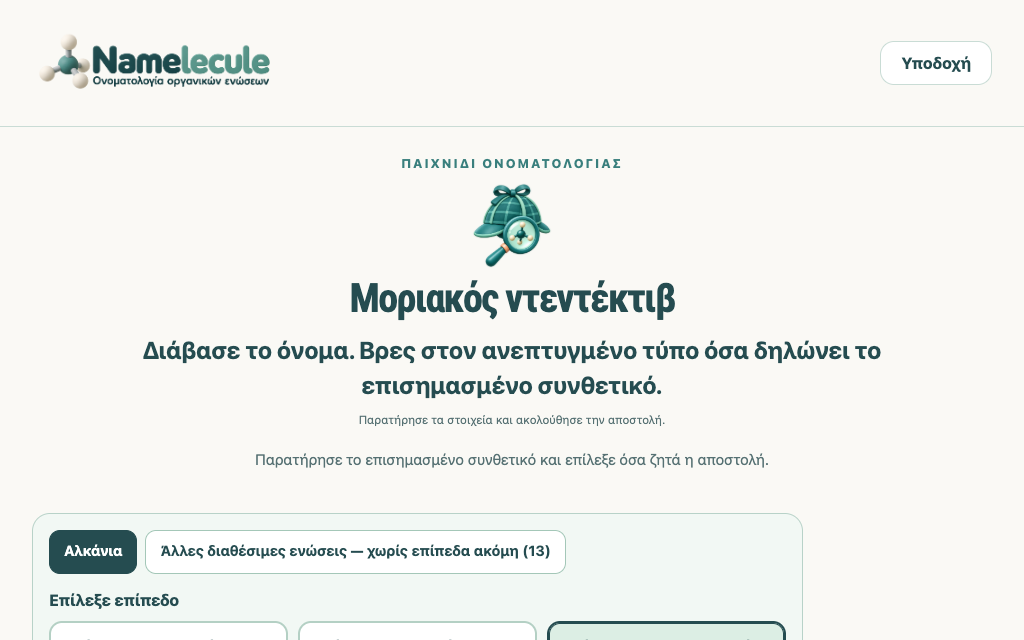 Namelecule
Ονοματολογία οργανικών ενώσεων
Υποδοχή
ΠΑΙΧΝΙΔΙ ΟΝΟΜΑΤΟΛΟΓΙΑΣ
Μοριακός ντεντέκτιβ
Διάβασε το όνομα. Βρες στον ανεπτυγμένο τύπο όσα δηλώνει το
επισημασμένο συνθετικό.
Παρατήρησε τα στοιχεία και ακολούθησε την αποστολή.
Παρατήρησε το επισημασμένο συνθετικό και επίλεξε όσα ζητά η αποστολή.
Αλκάνια
Άλλες διαθέσιμες ενώσεις — χωρίς επίπεδα ακόμη (13)
Επίλεξε επίπεδο